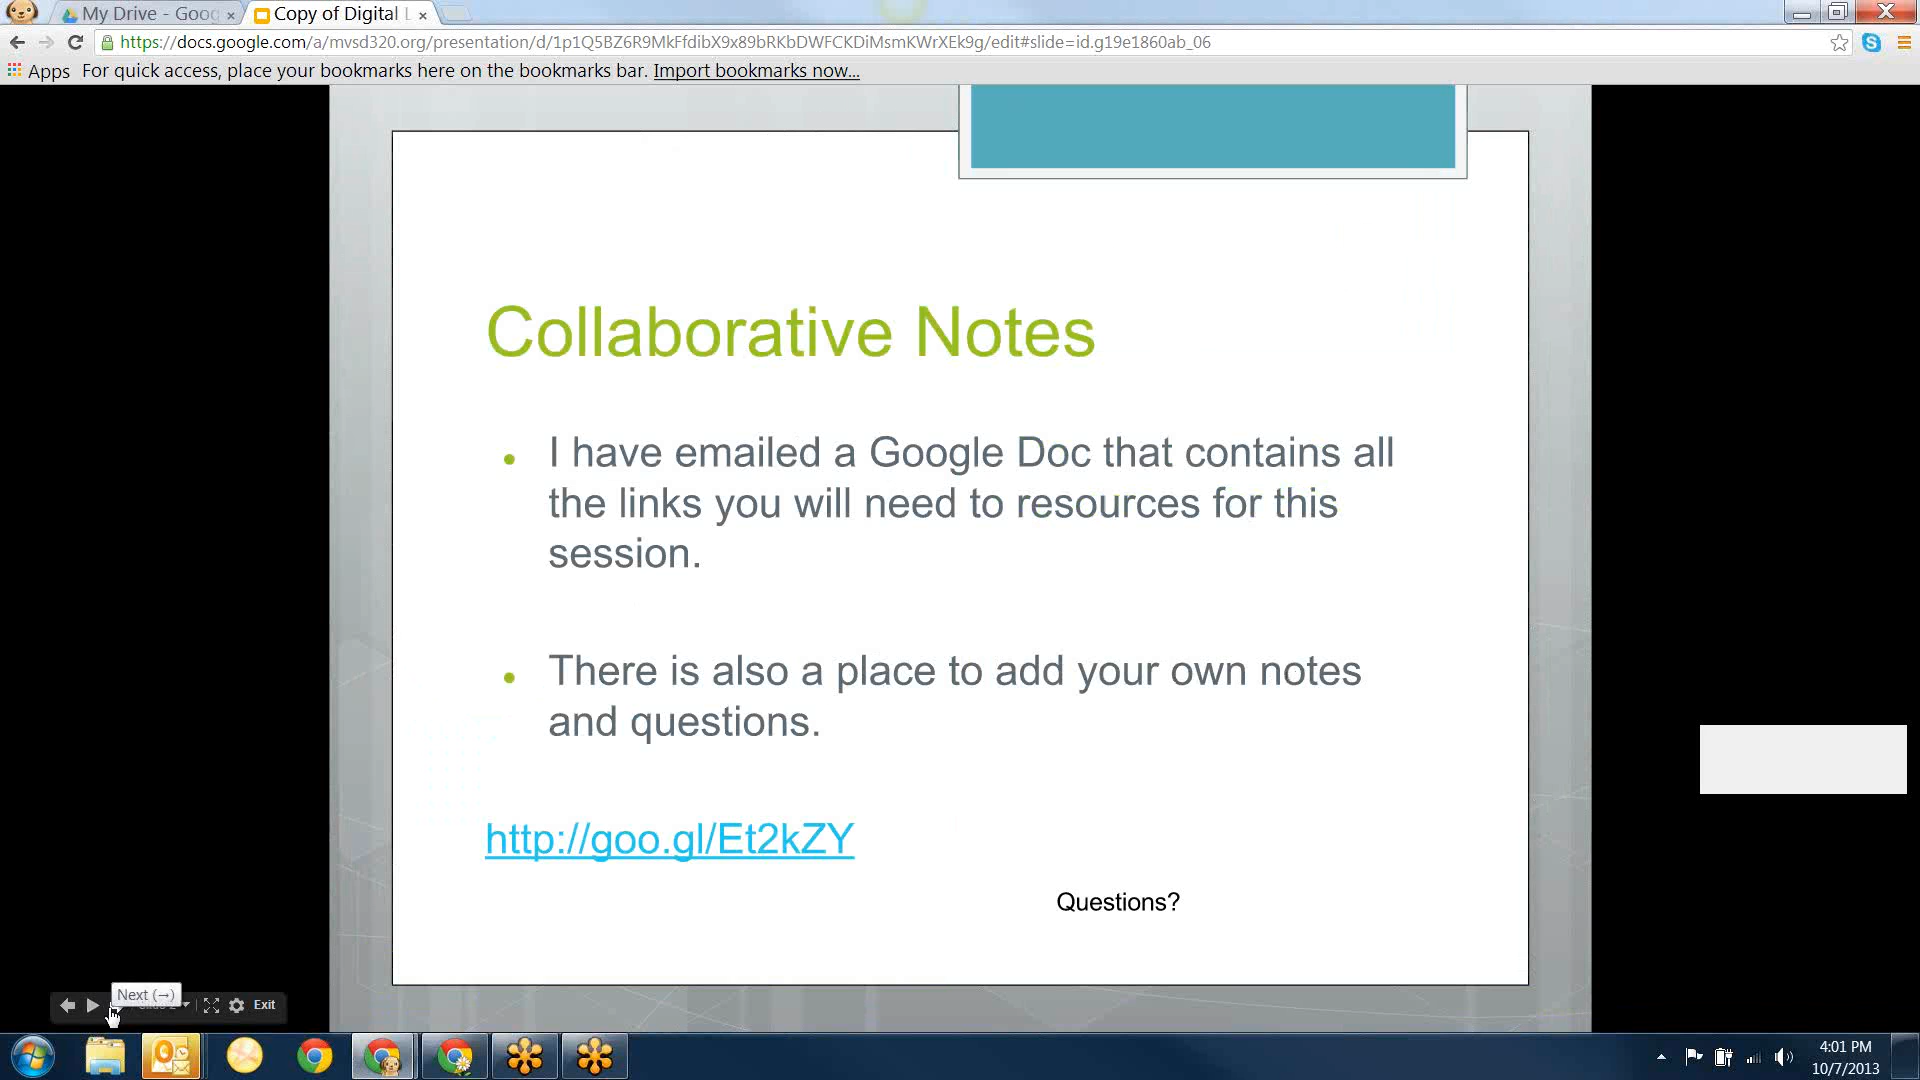 My Drive - Goog
Copy of Digital L
https://docs.google.com/a/mvsd320.org/presentation/d/1p1Q5BZ6R9MkFfdibX9x89bRKbDWFCKDiMsmKWrXEk9g/edit#slide=id.g19e1860ab_06
Apps For quick access, place your bookmarks here on the bookmarks bar. Import bookmarks now...
Collaborative Notes
• I have emailed a Google Doc that contains all
the links you will need to resources for this
session.
• There is also a place to add your own notes
and questions.
http://goo.gl/Et2kZY
Questions?
Next (→)
Exit
4:01 PM
10/7/2013